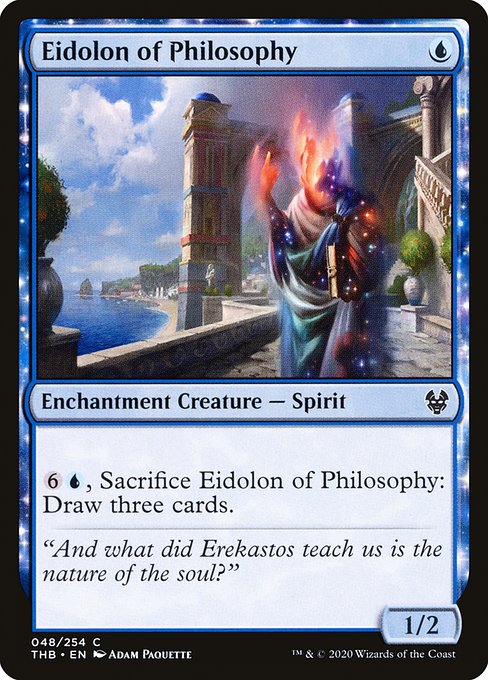 Eidolon of Philosophy
Enchantment Creature — Spirit
6, Sacrifice Eidolon of Philosophy:
Draw three cards.
“And what did Erekastos teach us is the
nature of the soul?”
1/2
048/254 C
THB • EN Adam Paquette
™ & © 2020 Wizards of the Coast